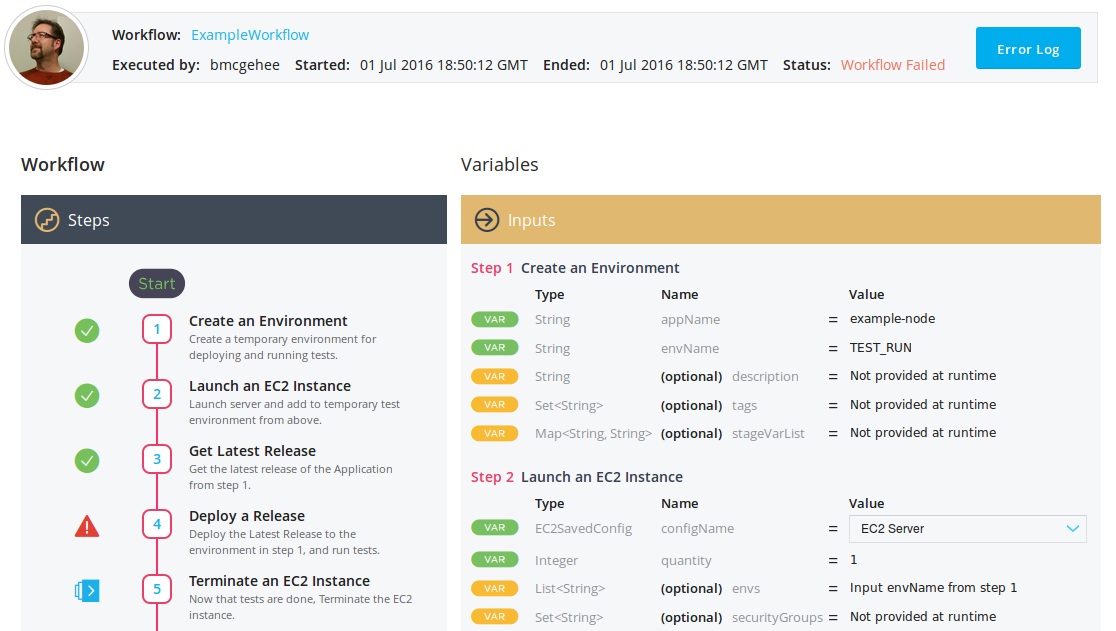 Workflow: ExampleWorkflow
Executed by: bmcgehee Started: 01 Jul 2016 18:50:12 GMT Ended: 01 Jul 2016 18:50:12 GMT Status: Workflow Failed
Error Log
Workflow
Steps
Start
1 Create an Environment
Create a temporary environment for
deploying and running tests.
2 Launch an EC2 Instance
Launch server and add to temporary test
environment from above.
3 Get Latest Release
Get the latest release of the Application
from step 1.
4 Deploy a Release
Deploy the Latest Release to the
environment in step 1, and run tests.
5 Terminate an EC2 Instance
Now that tests are done, Terminate the EC2
instance.
Variables
Inputs
Step 1 Create an Environment
Type Name Value
VAR String appName = example-node
VAR String envName = TEST_RUN
VAR String (optional) description = Not provided at runtime
VAR Set<String> (optional) tags = Not provided at runtime
VAR Map<String, String> (optional) stageVarList = Not provided at runtime
Step 2 Launch an EC2 Instance
Type Name Value
VAR EC2SavedConfig configName = EC2 Server
VAR Integer quantity = 1
VAR List<String> (optional) envs = Input envName from step 1
VAR Set<String> (optional) securityGroups = Not provided at runtime